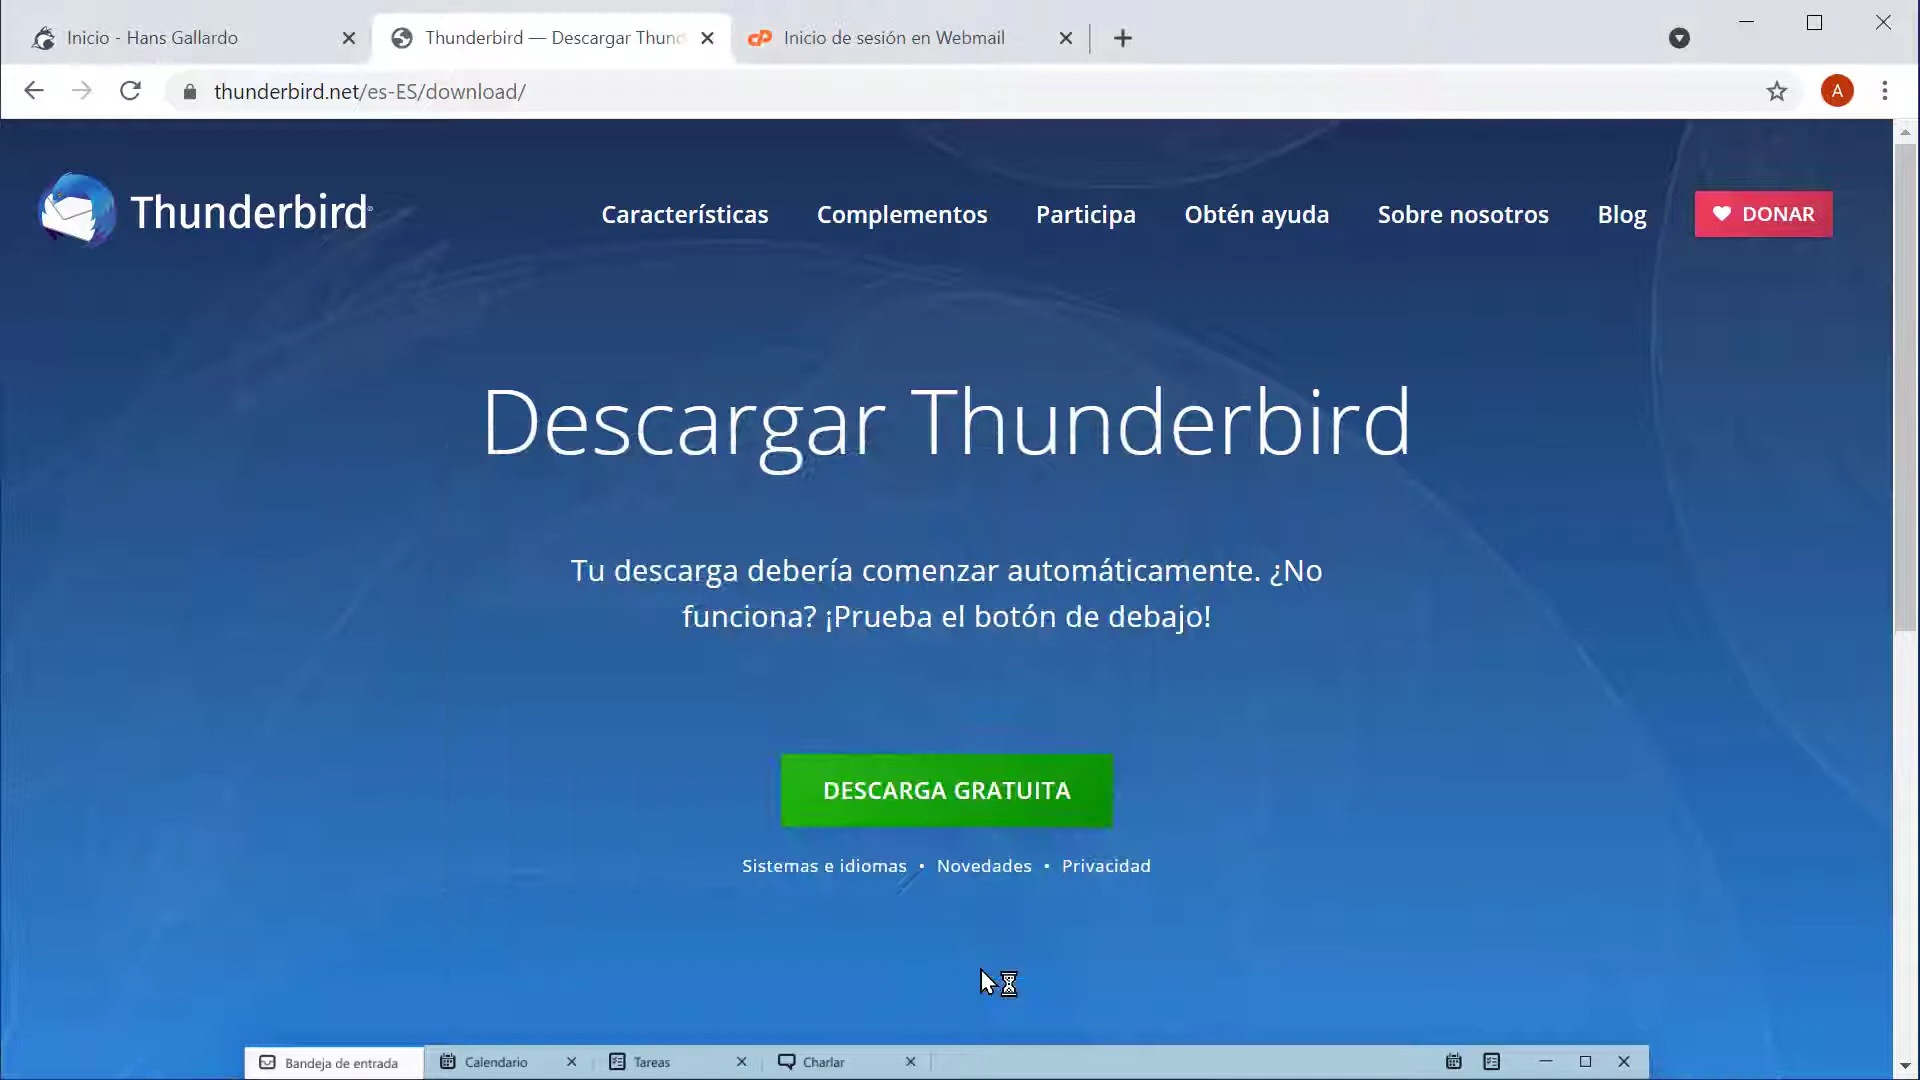 Inicio - Hans Gallardo
Thunderbird — Descargar Thund
Inicio de sesión en Webmail
thunderbird.net/es-ES/download/
A
Thunderbird
Características
Complementos
Participa
Obtén ayuda
Sobre nosotros
Blog
DONAR
Descargar Thunderbird
Tu descarga debería comenzar automáticamente. ¿No
funciona? ¡Prueba el botón de debajo!
DESCARGA GRATUITA
Sistemas e idiomas • Novedades • Privacidad
Bandeja de entrada
Calendario
Tareas
Charlar